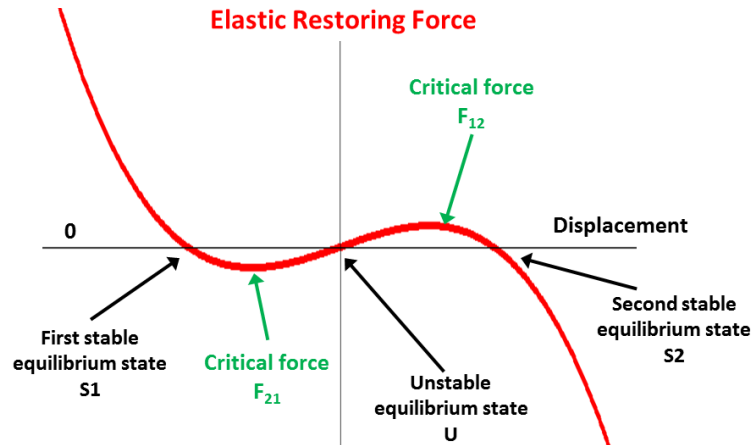 Elastic Restoring Force
Critical force
F₁₂
0
Displacement
First stable
equilibrium state
S1
Critical force
F₂₁
Unstable
equilibrium state
U
Second stable
equilibrium state
S2